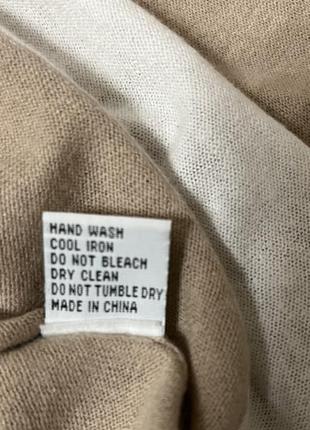 HAND WASH
COOL IRON
DO NOT BLEACH
DRY CLEAN
DO NOT TUMBLE DRY
MADE IN CHINA